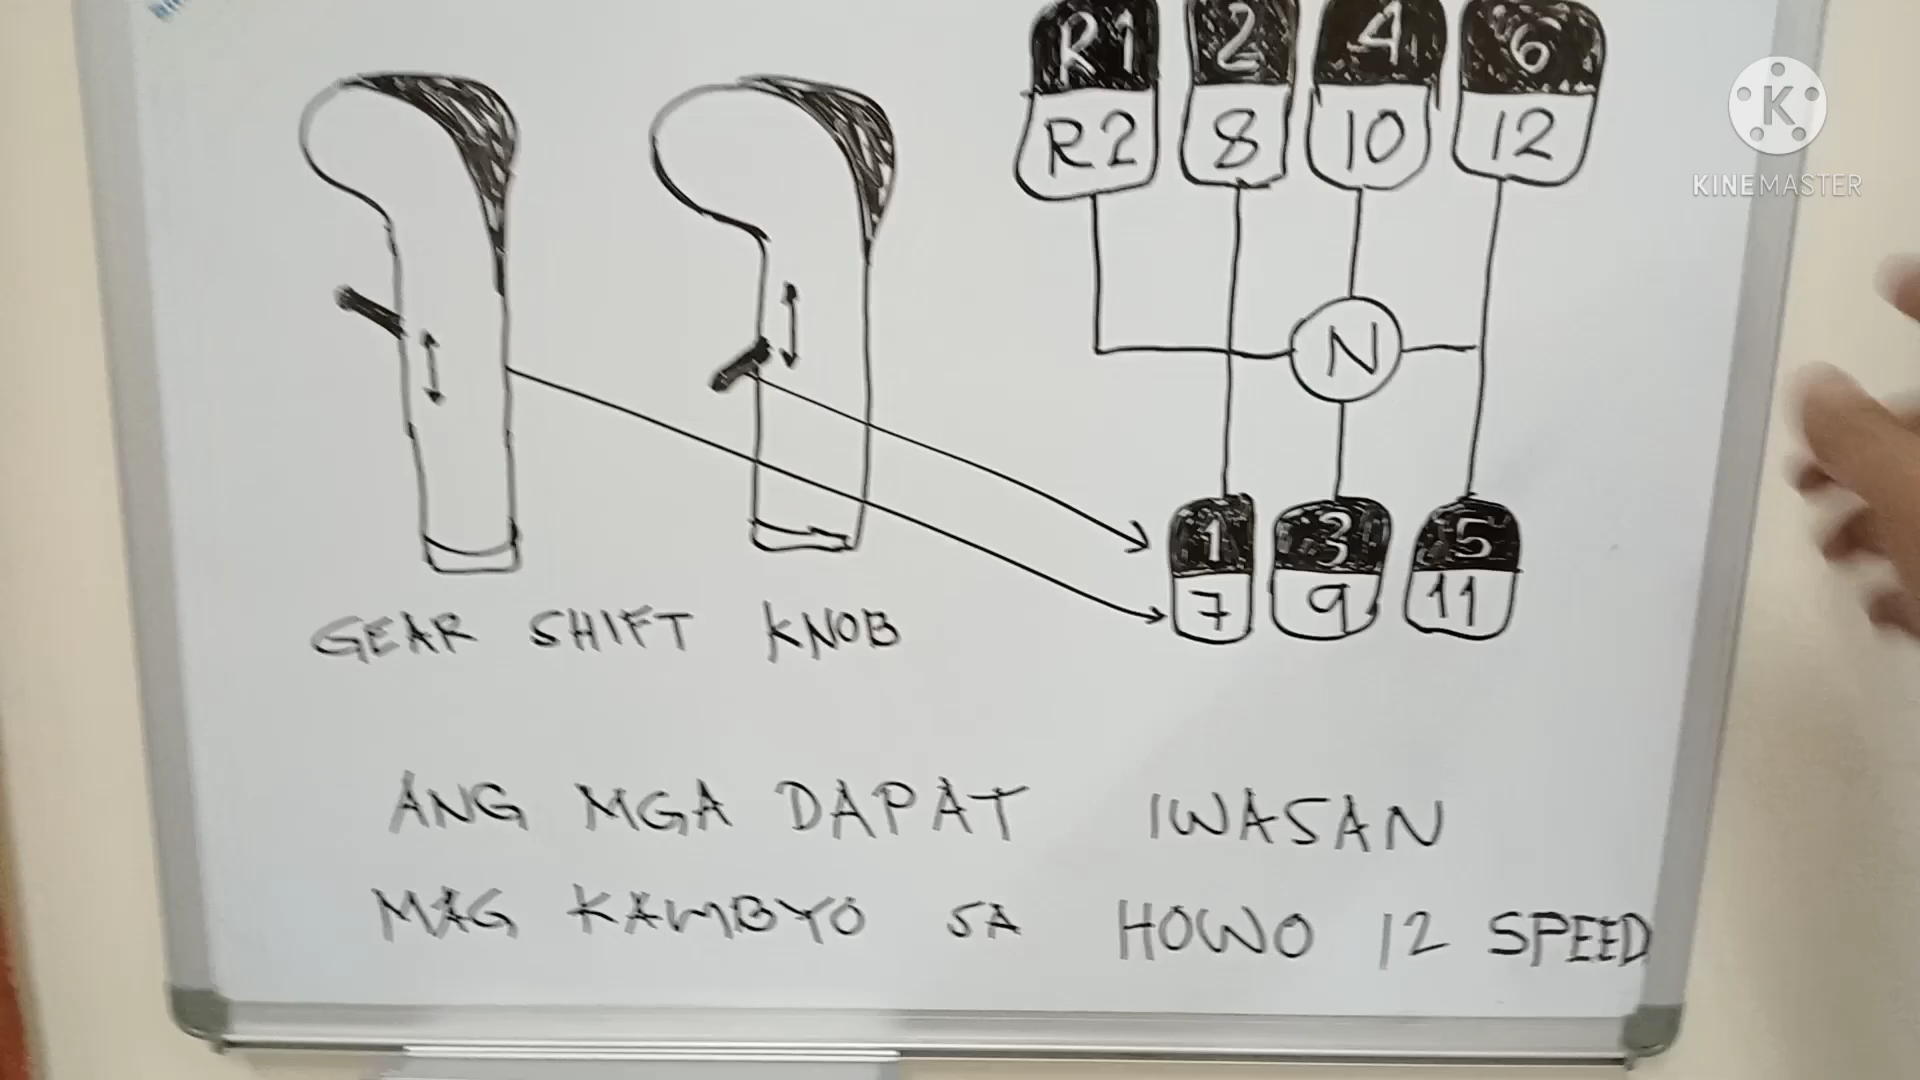 R1 2 4 6
R2 8 10 12
N
1 3 5
7 9 11
GEAR SHIFT KNOB
ANG MGA DAPAT IWASAN
MAG KAMBYO SA HOWO 12 SPEED
K
KINEMASTER